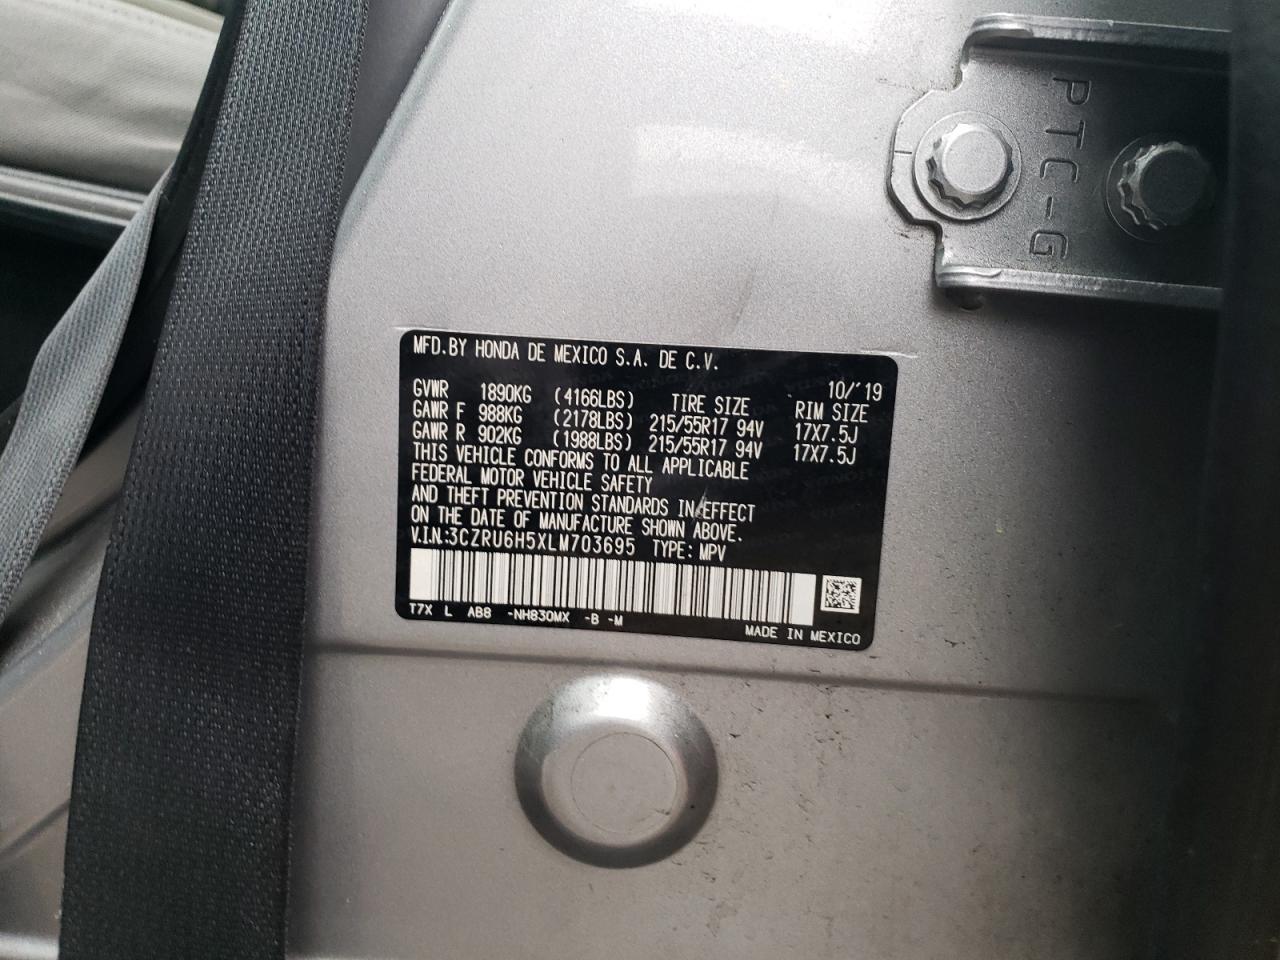 PTC-G
MFD.BY HONDA DE MEXICO S.A. DE C.V.
10/'19
GVWR 1890KG (4166LBS) TIRE SIZE RIM SIZE
GAWR F 988KG (2178LBS) 215/55R17 94V 17X7.5J
GAWR R 902KG (1988LBS) 215/55R17 94V 17X7.5J
THIS VEHICLE CONFORMS TO ALL APPLICABLE
FEDERAL MOTOR VEHICLE SAFETY
AND THEFT PREVENTION STANDARDS IN EFFECT
ON THE DATE OF MANUFACTURE SHOWN ABOVE.
V.I.N.:3CZRU6H5XLM703695 TYPE: MPV
T7X L AB8 -NH830MX -B -M
MADE IN MEXICO